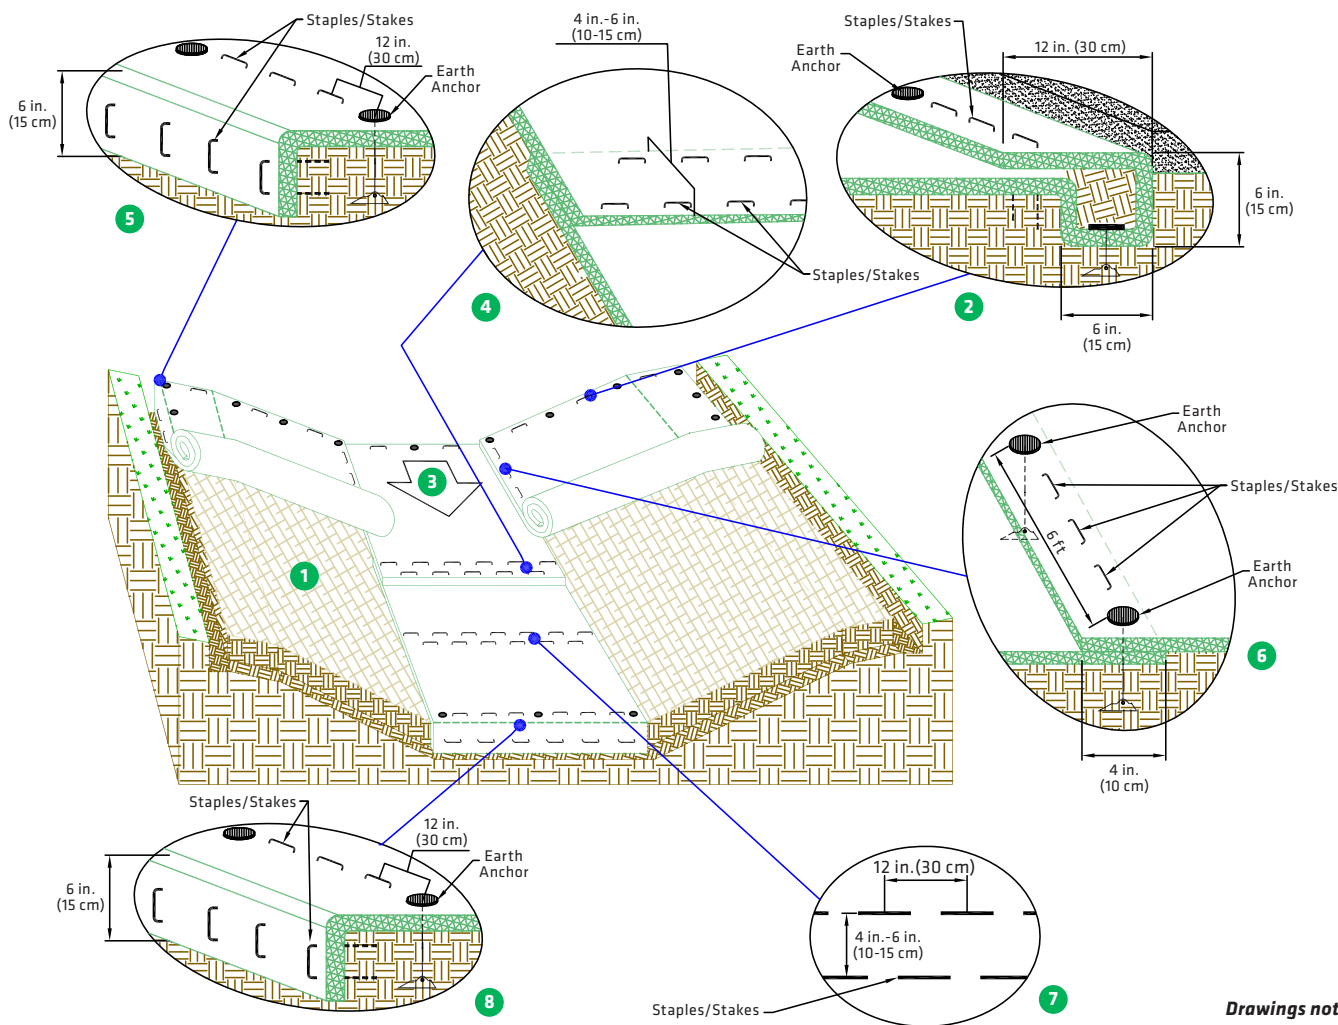 Staples/Stakes
12 in.
(30 cm)
Earth
Anchor
6 in.
(15 cm)
5
4 in.-6 in.
(10-15 cm)
Staples/Stakes
4
Staples/Stakes
12 in. (30 cm)
Earth
Anchor
6 in.
(15 cm)
6 in.
(15 cm)
2
3
1
Earth
Anchor
Staples/Stakes
6 ft
Earth
Anchor
4 in.
(10 cm)
6
Staples/Stakes
12 in.
(30 cm)
Earth
Anchor
6 in.
(15 cm)
8
12 in.(30 cm)
4 in.-6 in.
(10-15 cm)
Staples/Stakes
7
Drawings not